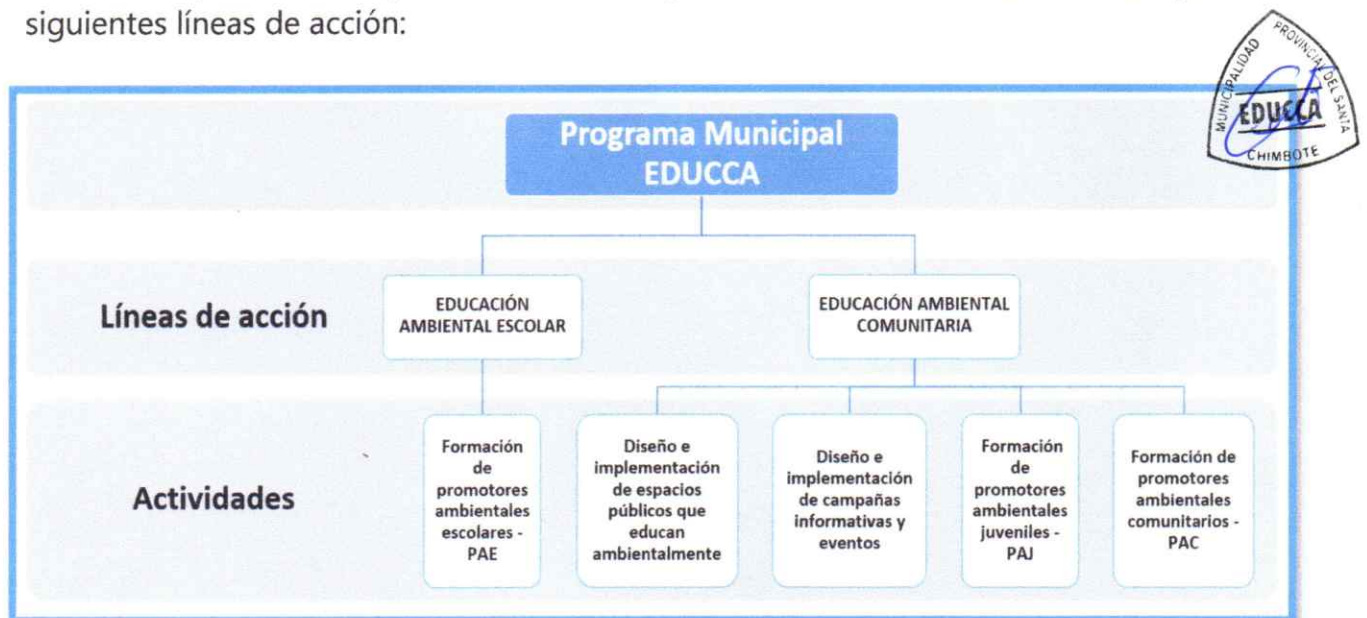 siguientes líneas de acción:
MUNICIPALIDAD PROVINCIAL DEL SANTA
EDUCCA
CHIMBOTE
Programa Municipal
EDUCCA
Líneas de acción
EDUCACIÓN
AMBIENTAL ESCOLAR
EDUCACIÓN AMBIENTAL
COMUNITARIA
Actividades
Formación
de
promotores
ambientales
escolares -
PAE
Diseño e
implementación
de espacios
públicos que
educan
ambientalmente
Diseño e
implementación
de campañas
informativas y
eventos
Formación
de
promotores
ambientales
juveniles -
PAJ
Formación de
promotores
ambientales
comunitarios -
PAC